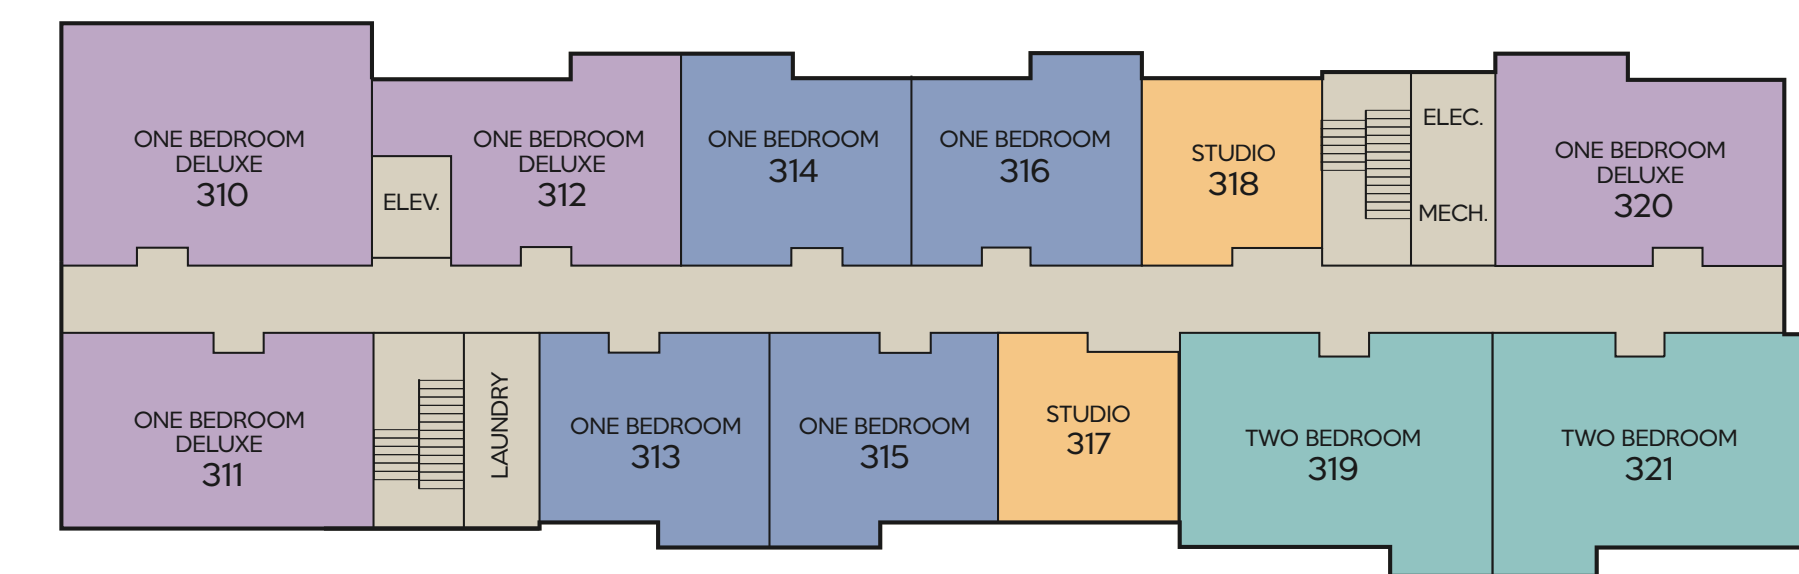 ONE BEDROOM
DELUXE
310
ELEV.
ONE BEDROOM
DELUXE
312
ONE BEDROOM
314
ONE BEDROOM
316
STUDIO
318
ELEC.
MECH.
ONE BEDROOM
DELUXE
320
ONE BEDROOM
DELUXE
311
LAUNDRY
ONE BEDROOM
313
ONE BEDROOM
315
STUDIO
317
TWO BEDROOM
319
TWO BEDROOM
321